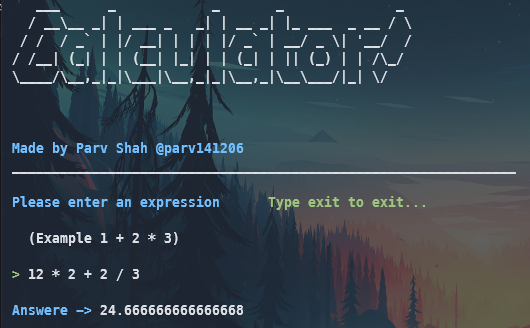 Calculator!
Made by Parv Shah @parv141206
Please enter an expression Type exit to exit...
(Example 1 + 2 * 3)
> 12 * 2 + 2 / 3
Answere -> 24.666666666666668